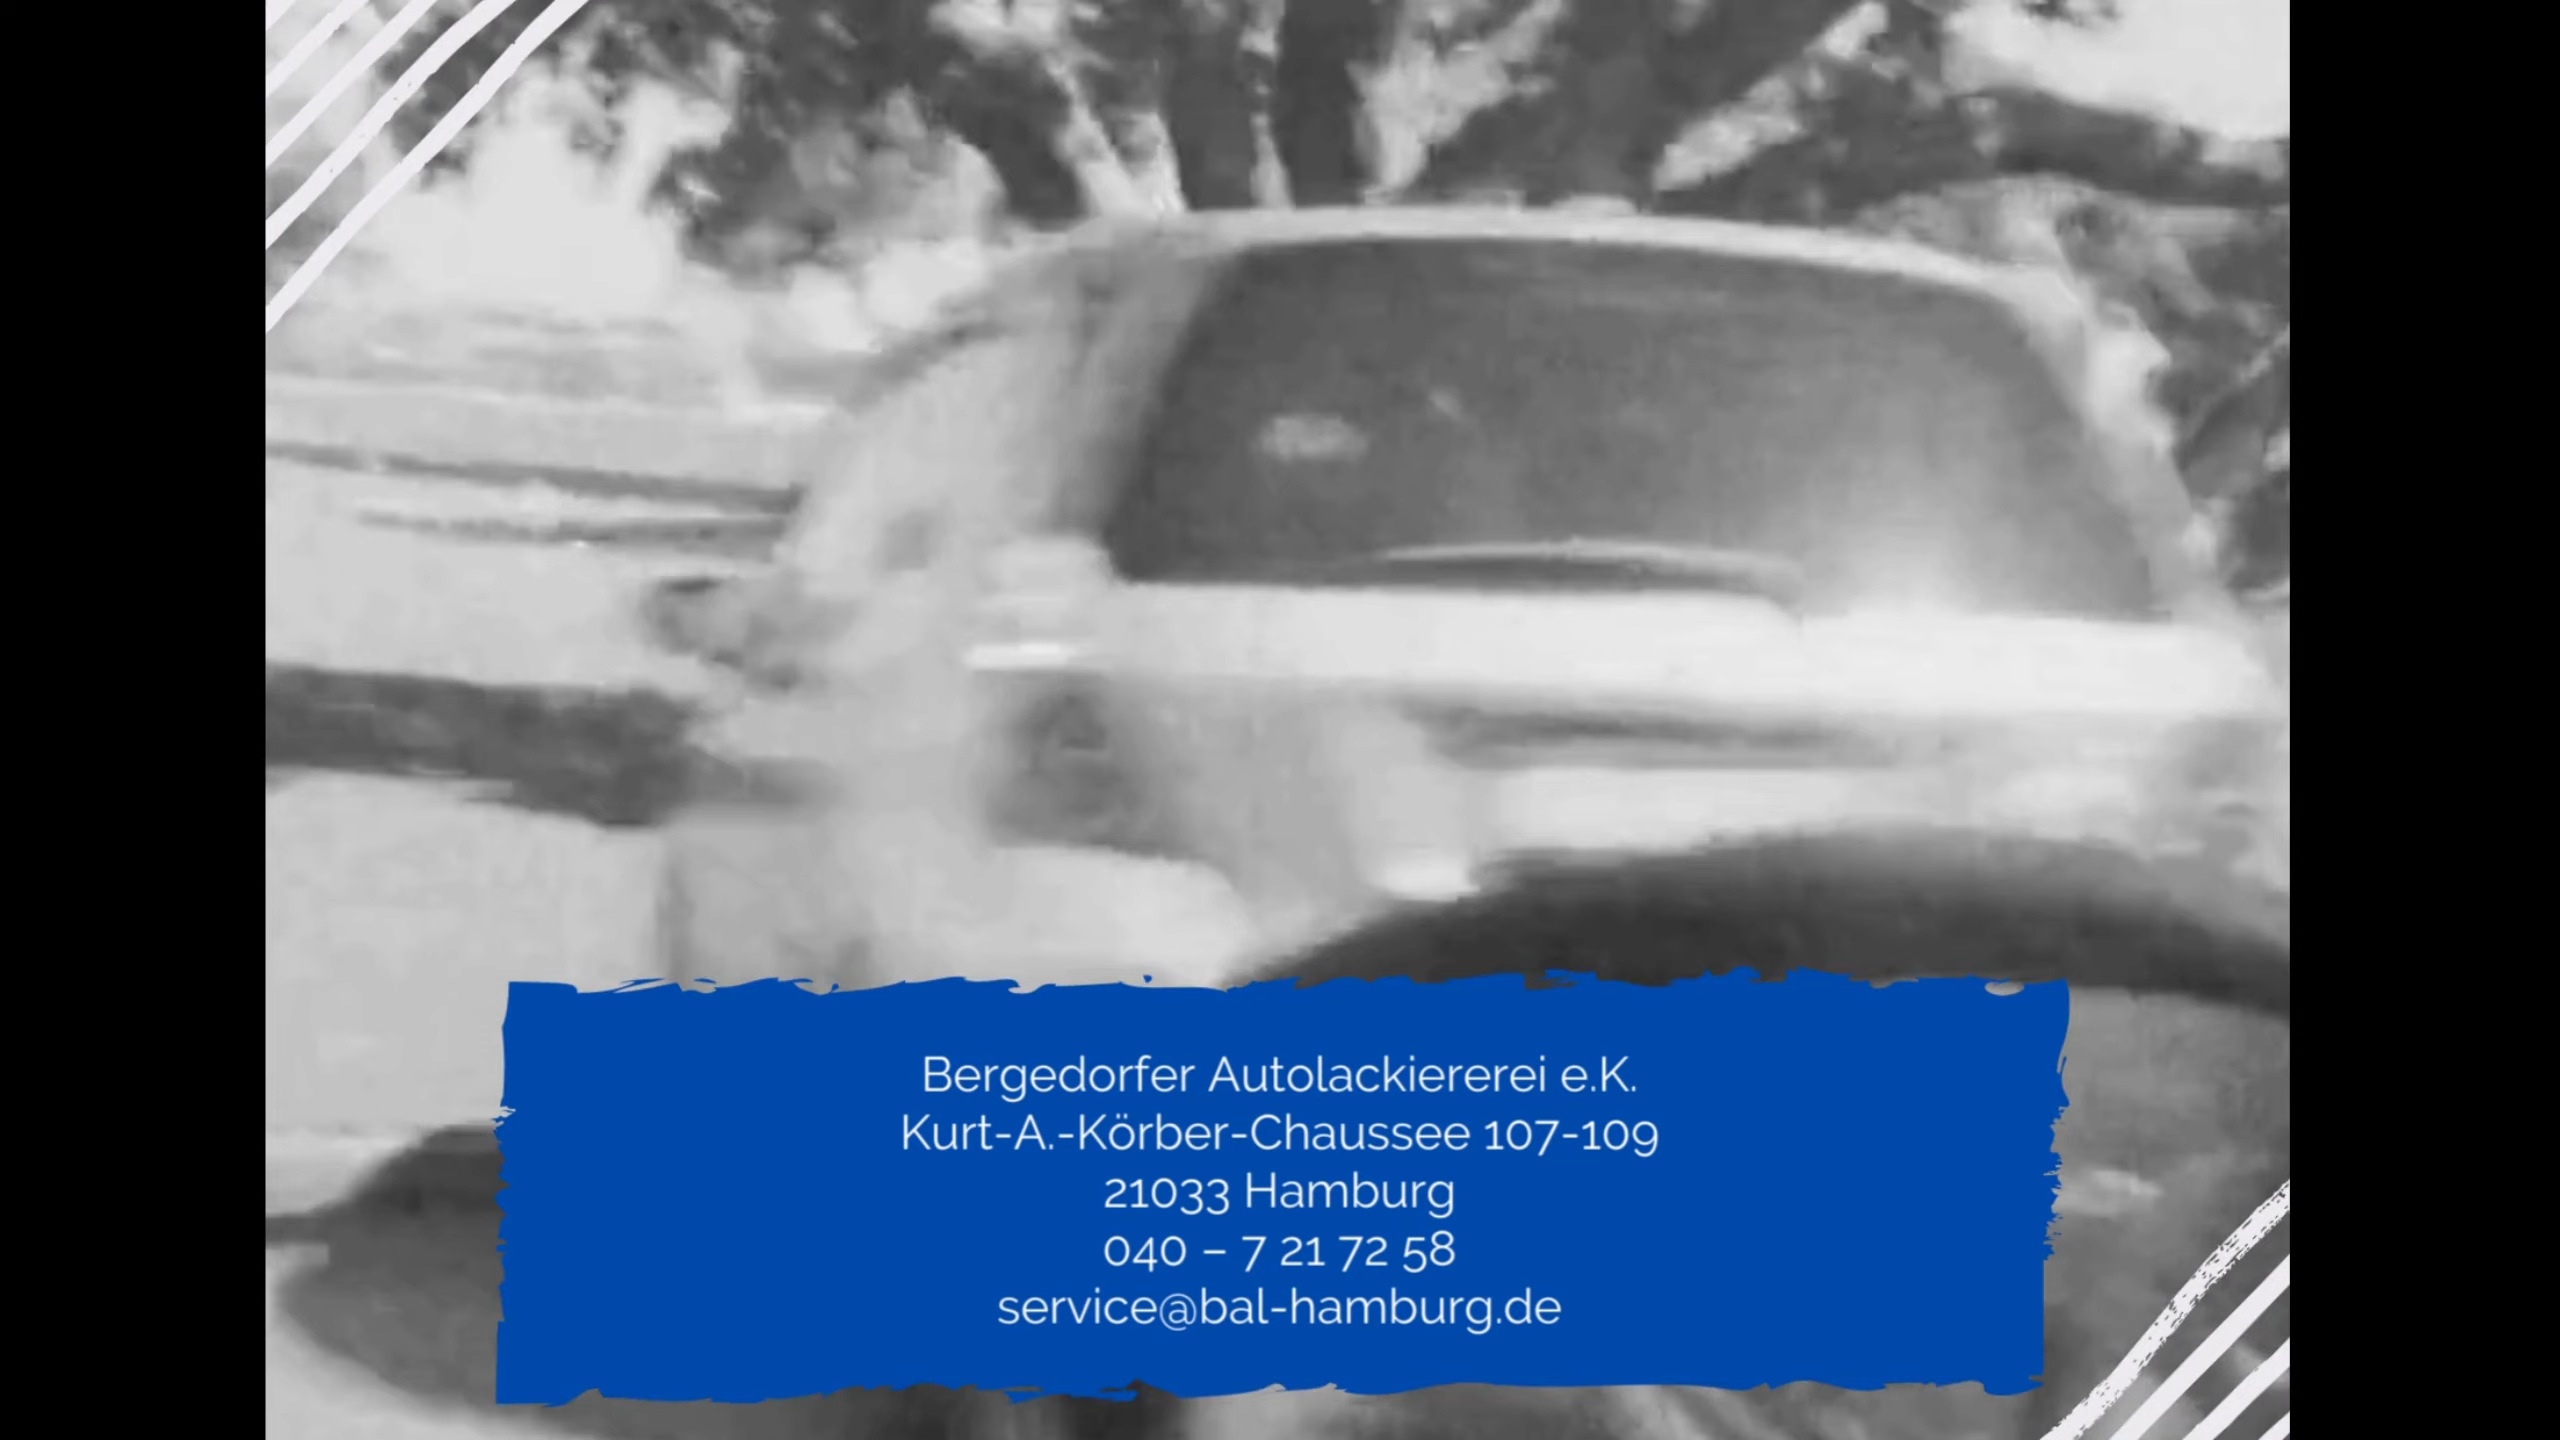 Bergedorfer Autolackiererei e.K.
Kurt-A.-Körber-Chaussee 107-109
21033 Hamburg
040 – 7 21 72 58
service@bal-hamburg.de